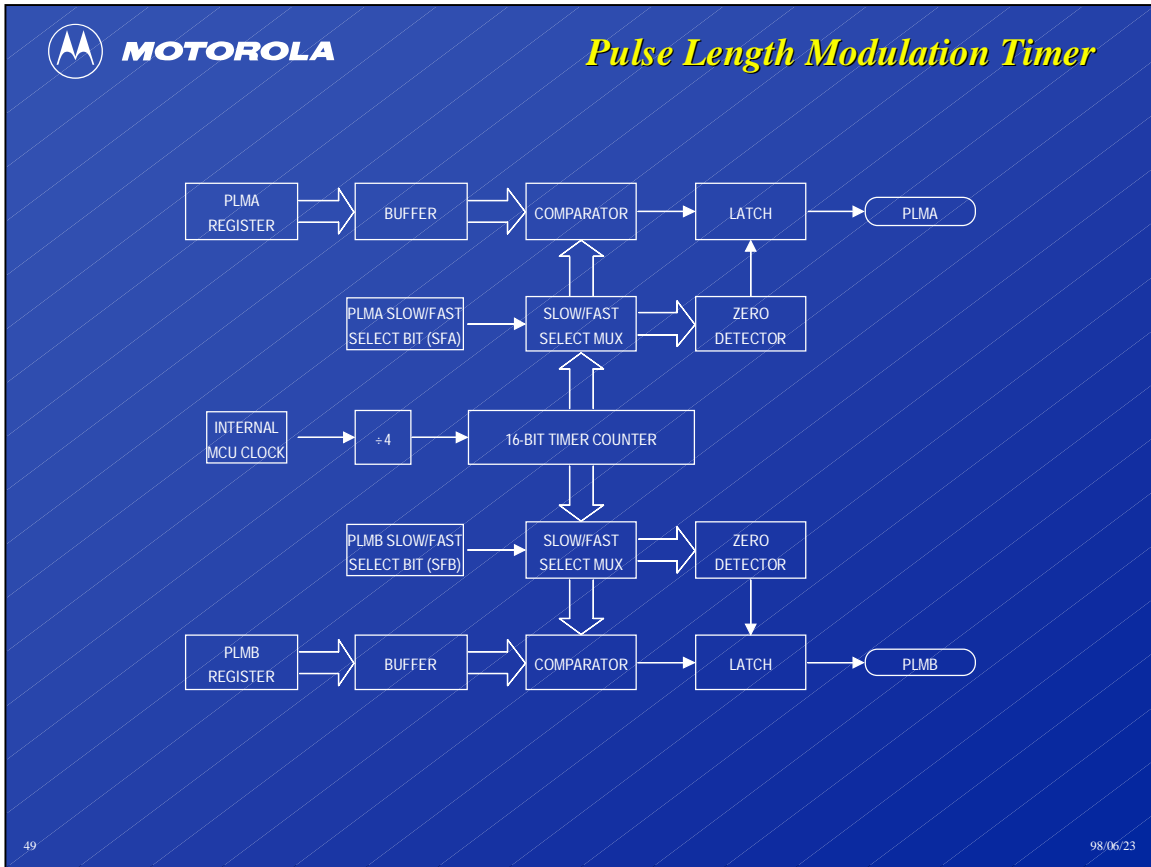 MOTOROLA
Pulse Length Modulation Timer
PLMA
REGISTER
BUFFER
COMPARATOR
LATCH
PLMA
PLMA SLOW/FAST
SELECT BIT (SFA)
SLOW/FAST
SELECT MUX
ZERO
DETECTOR
INTERNAL
MCU CLOCK
÷4
16-BIT TIMER COUNTER
PLMB SLOW/FAST
SELECT BIT (SFB)
SLOW/FAST
SELECT MUX
ZERO
DETECTOR
PLMB
REGISTER
BUFFER
COMPARATOR
LATCH
PLMB
49
98/06/23